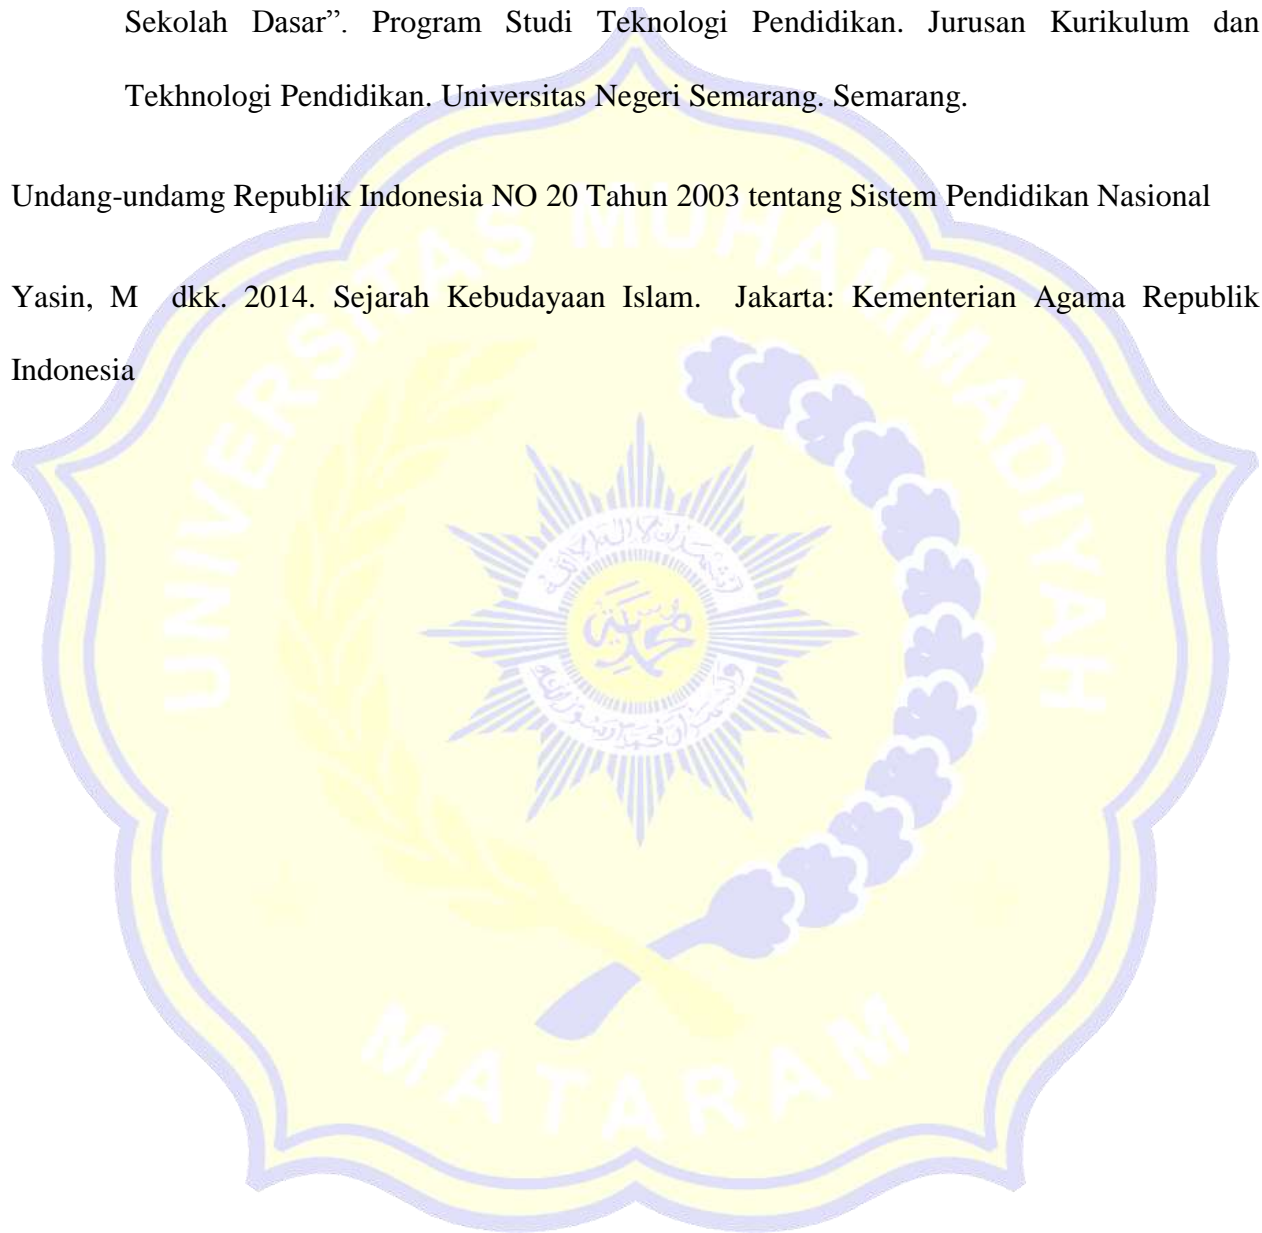 Sekolah Dasar”. Program Studi Teknologi Pendidikan. Jurusan Kurikulum dan
Tekhnologi Pendidikan. Universitas Negeri Semarang. Semarang.
Undang-undamg Republik Indonesia NO 20 Tahun 2003 tentang Sistem Pendidikan Nasional
Yasin, M dkk. 2014. Sejarah Kebudayaan Islam. Jakarta: Kementerian Agama Republik
Indonesia
UNIVERSITAS MUHAMMADIYAH
MATARAM